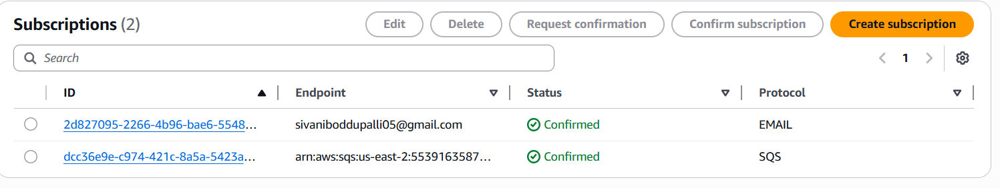 Subscriptions (2)
Edit
Delete
Request confirmation
Confirm subscription
Create subscription
Search
1
ID Endpoint Status Protocol
2d827095-2266-4b96-bae6-5548... sivaniboddupalli05@gmail.com Confirmed EMAIL
dcc36e9e-c974-421c-8a5a-5423a... arn:aws:sqs:us-east-2:5539163587... Confirmed SQS